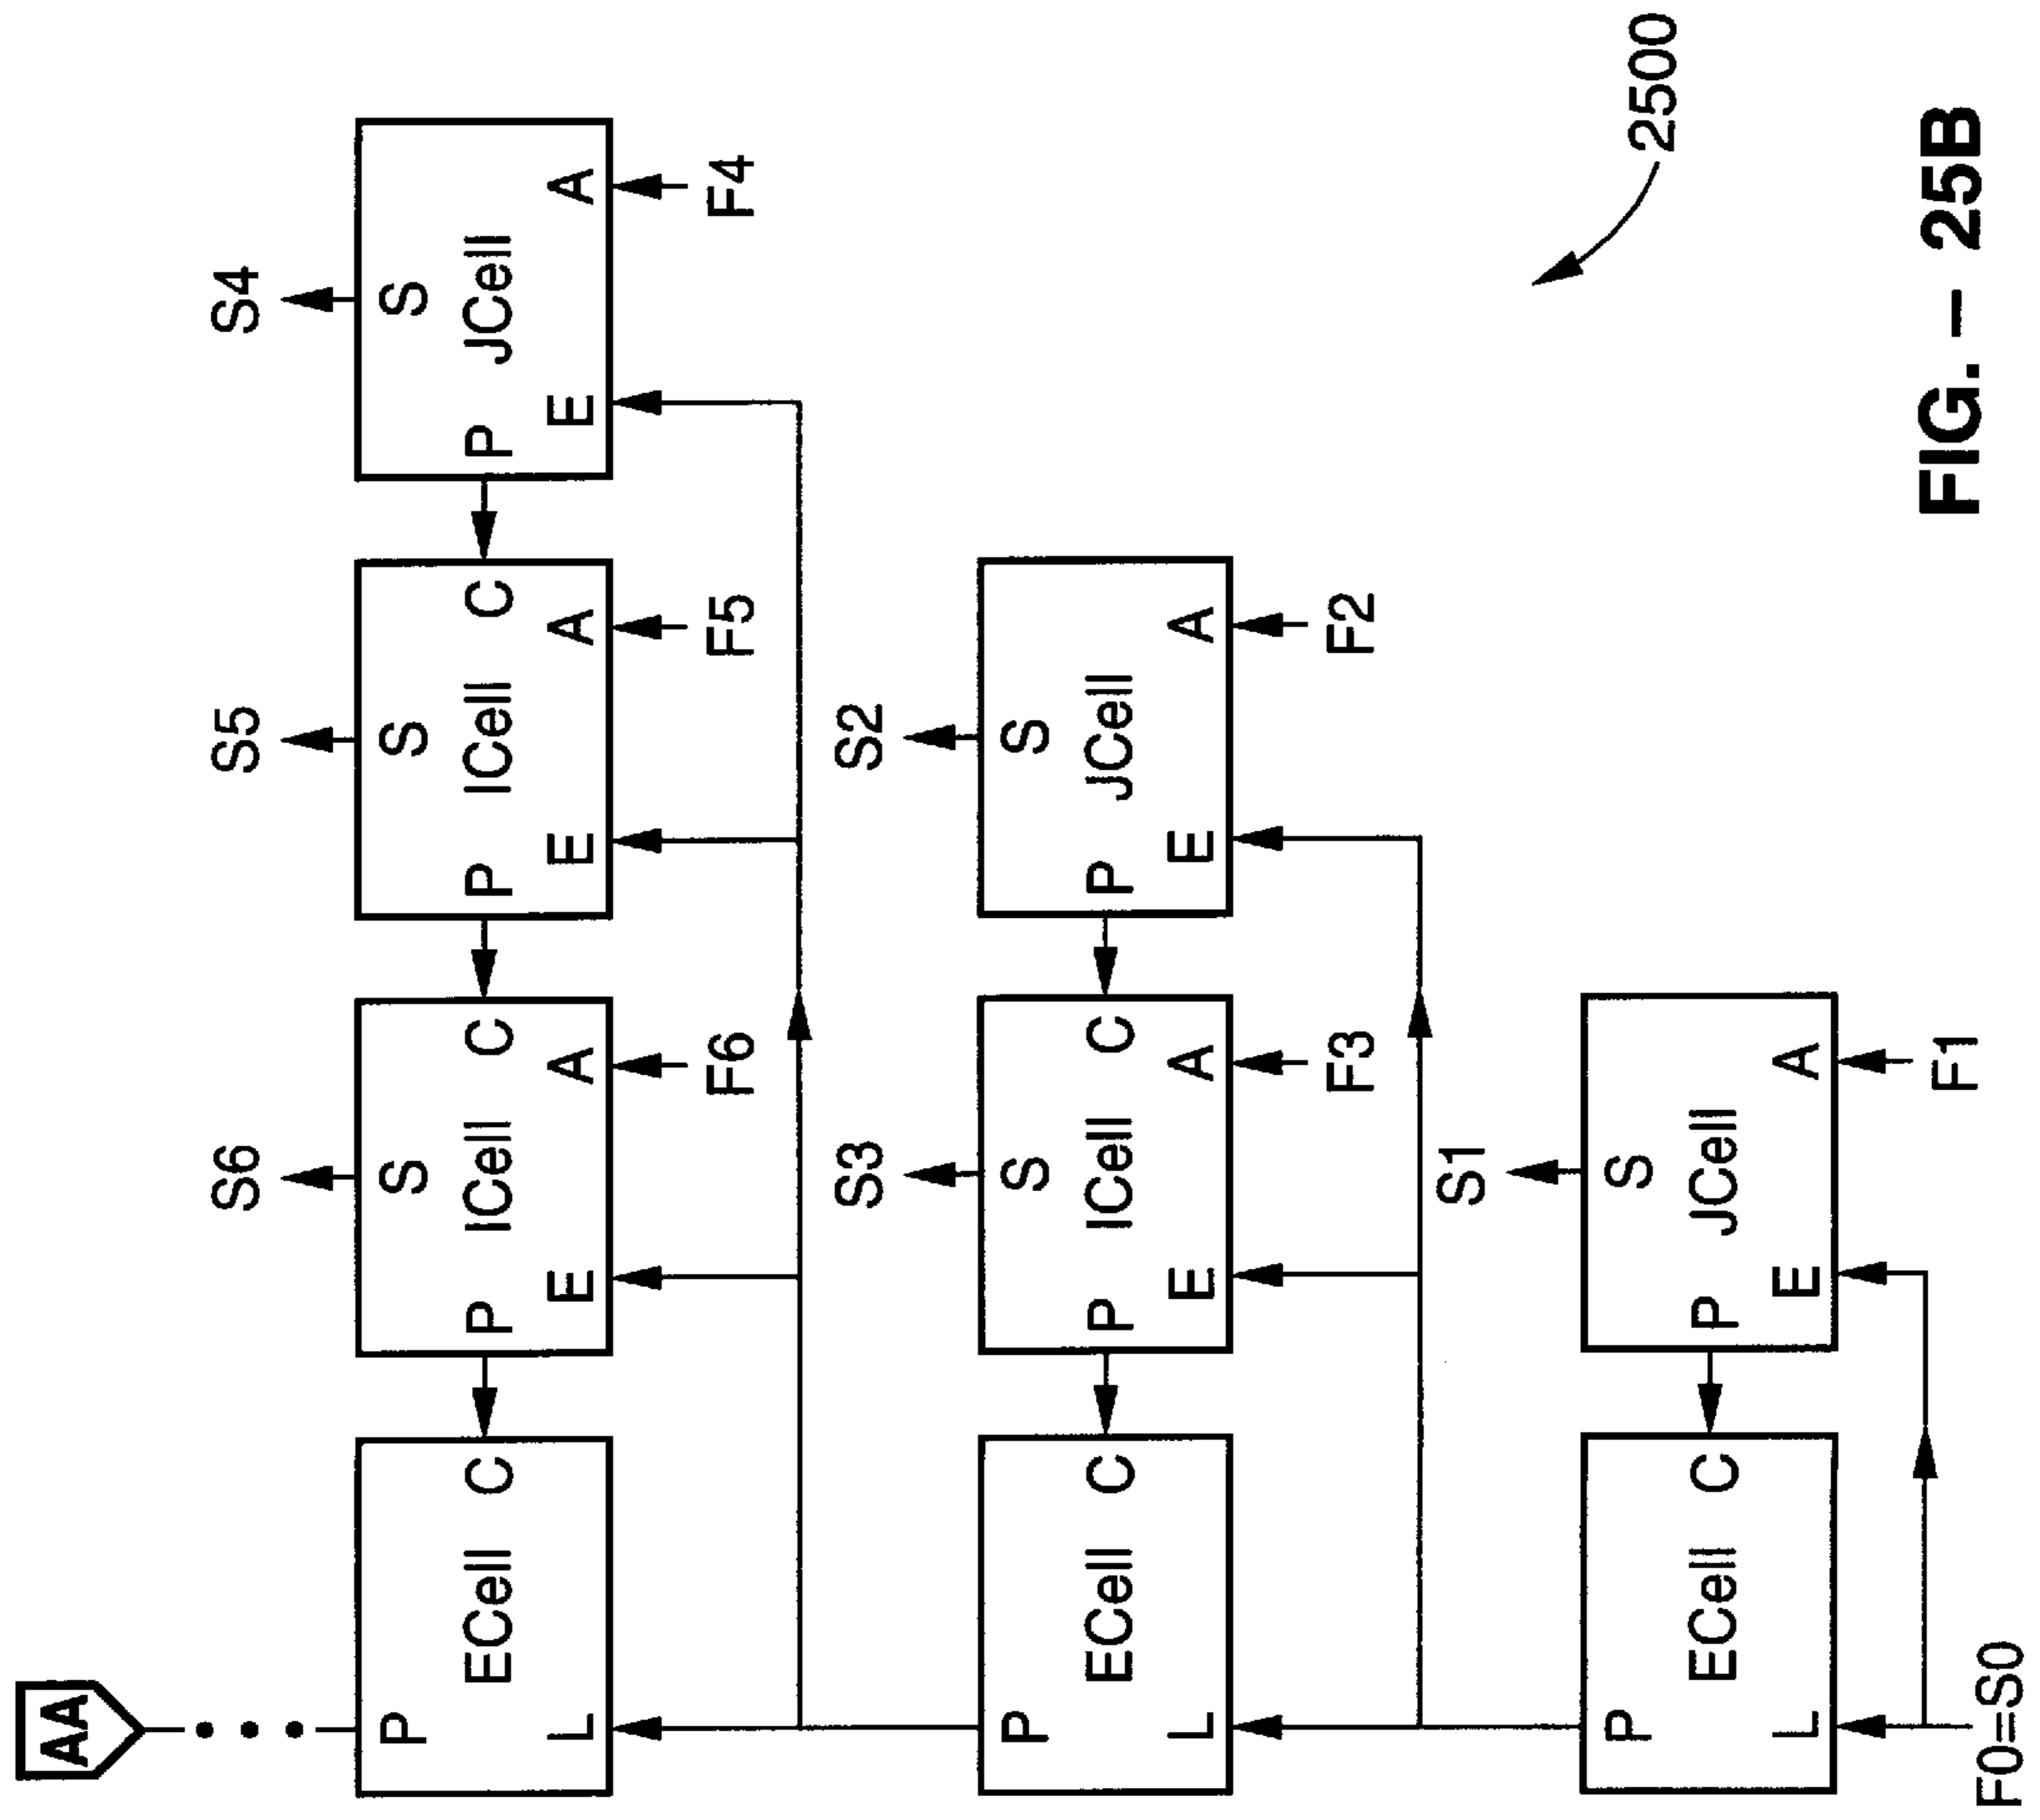 AA
S6 S5 S4
P S S S
ECell C P ICell C P ICell C P JCell
L E A E A E A
F6 F5 F4
S3 S2
P S S
ECell C P ICell C P JCell
L E A E A
F3 F2
S1
P S
2500
ECell C P JCell
L E A
F1
F0=S0
FIG. – 25B